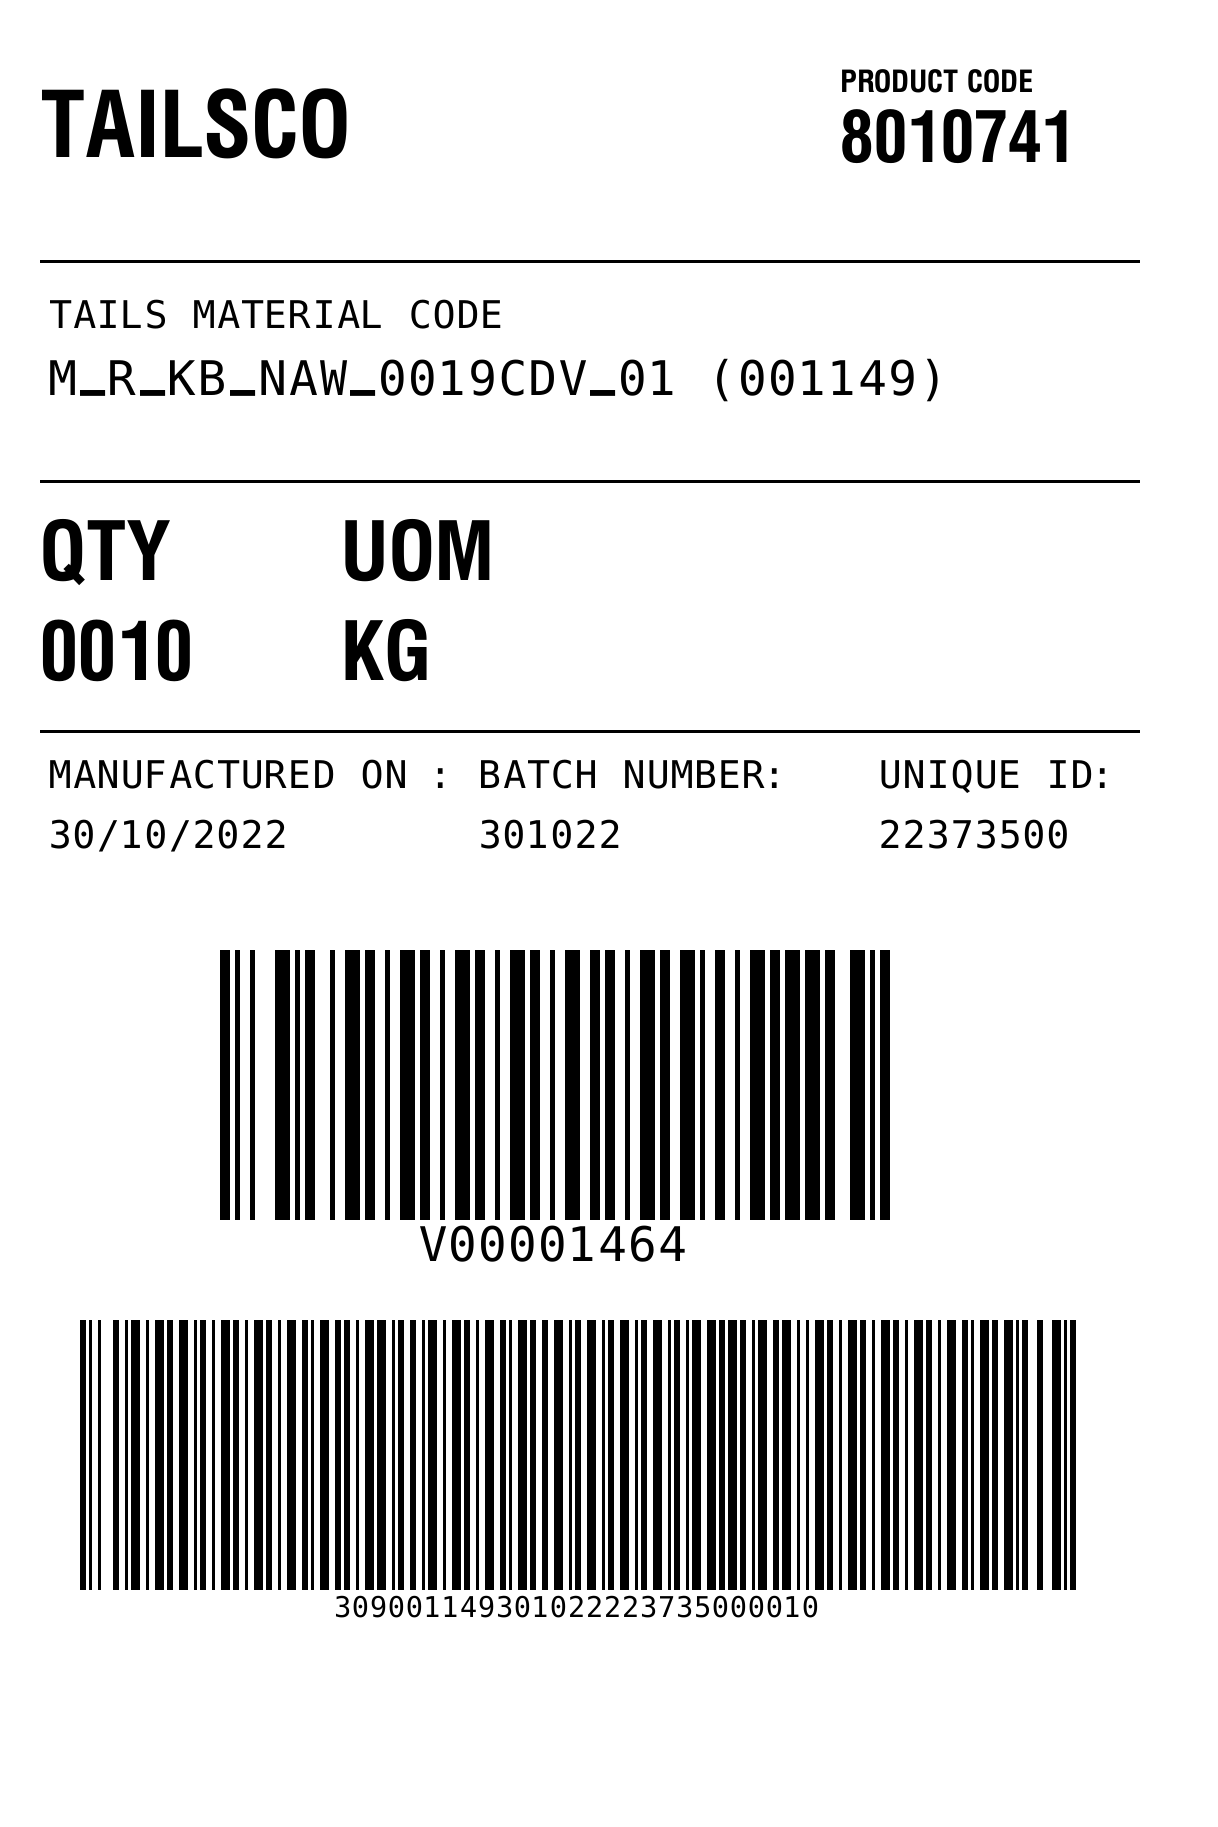 TAILSCO
PRODUCT CODE
8010741
TAILS MATERIAL CODE
M_R_KB_NAW_0019CDV_01 (001149)
QTY UOM
0010 KG
MANUFACTURED ON : BATCH NUMBER: UNIQUE ID:
30/10/2022 301022 22373500
V00001464
309001149301022223735000010